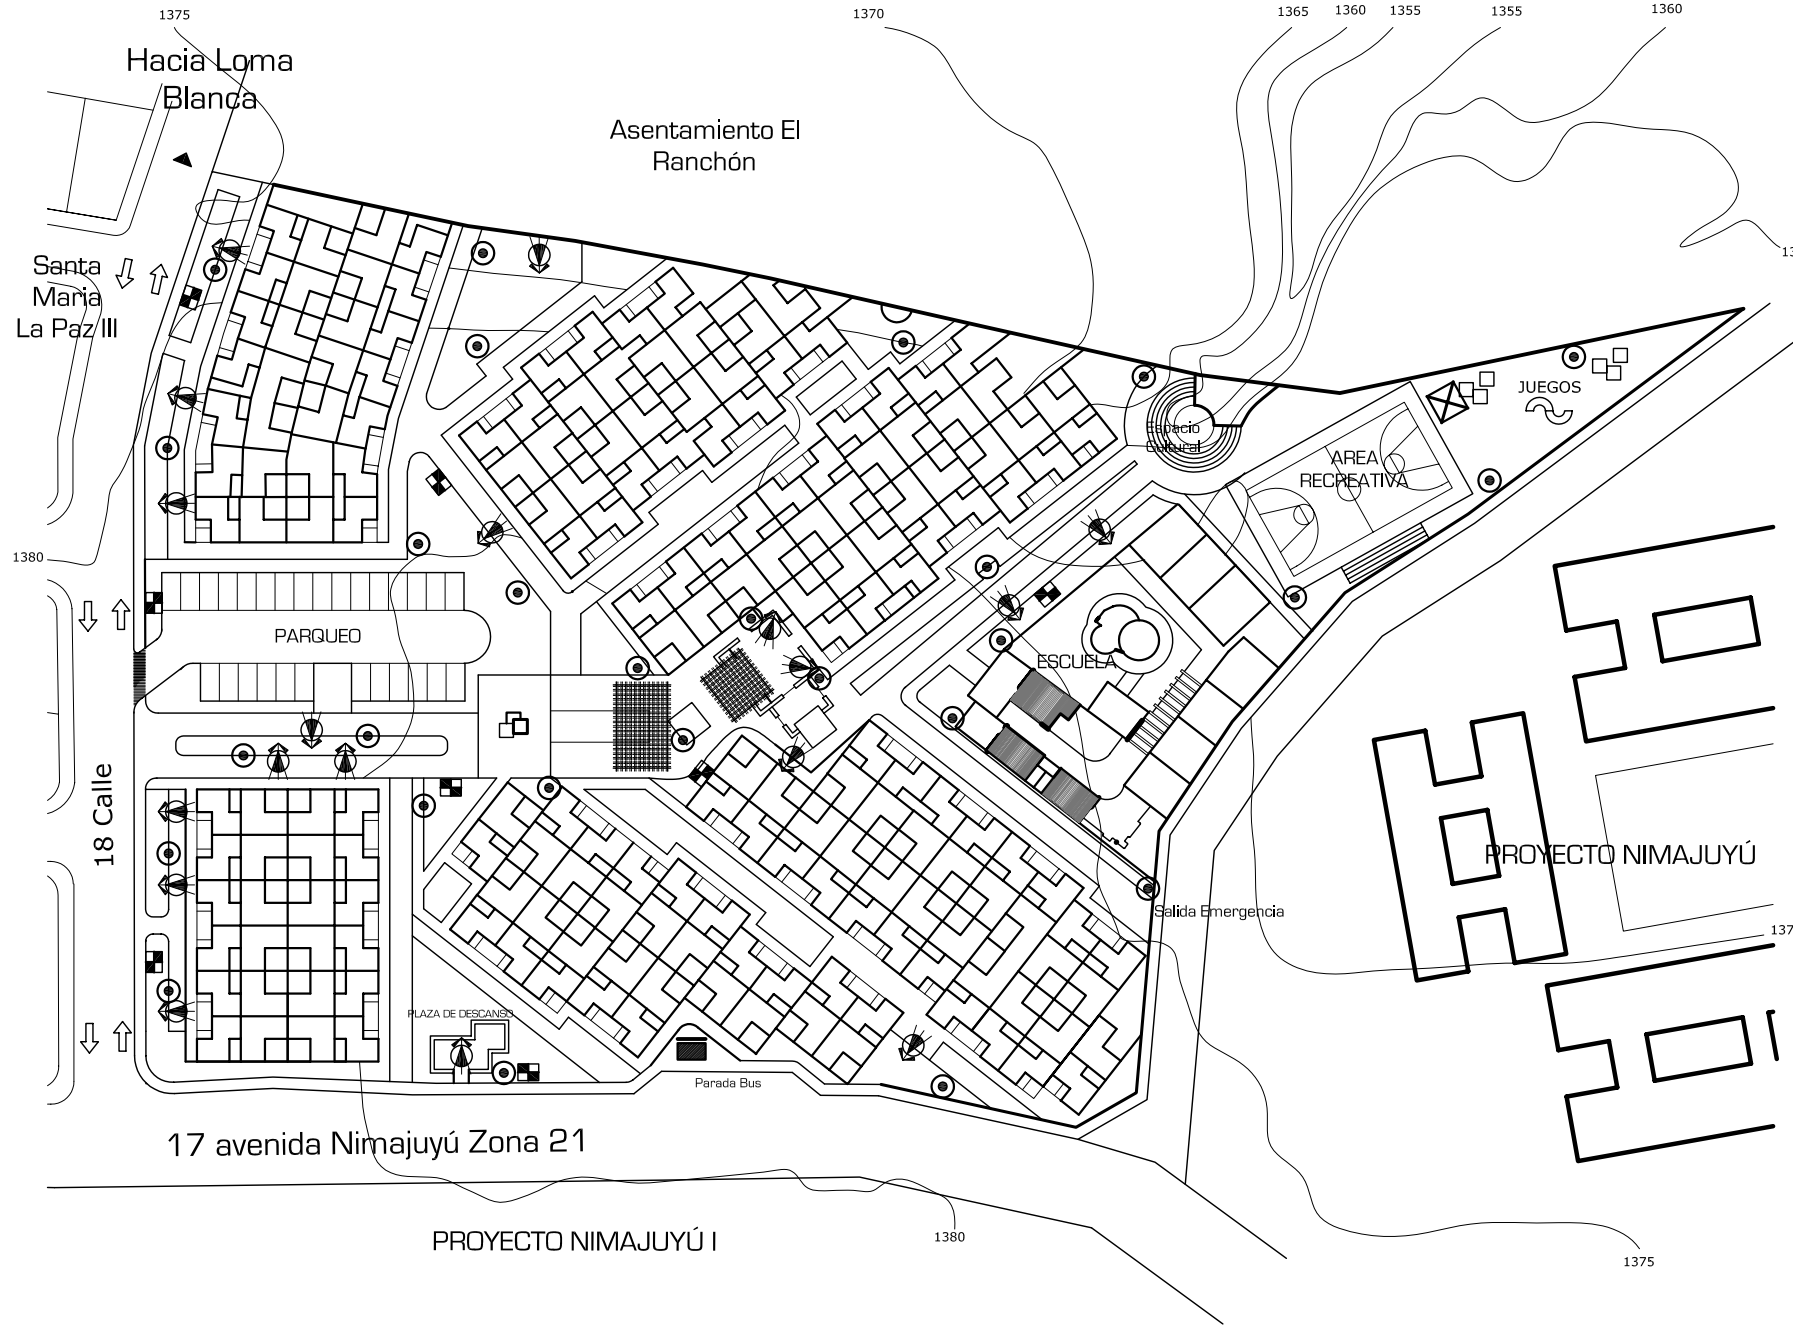 1375
1370
1365
1360
1355
1355
1360
Hacia Loma
Blanca
Asentamiento El
Ranchón
Santa
Maria
La Paz III
JUEGOS
Espacio
Cultural
AREA
RECREATIVA
1380
PARQUEO
ESCUELA
18 Calle
PROYECTO NIMAJUYÚ
Salida Emergencia
PLAZA DE DESCANSO
Parada Bus
17 avenida Nimajuyú Zona 21
PROYECTO NIMAJUYÚ I
1380
1375